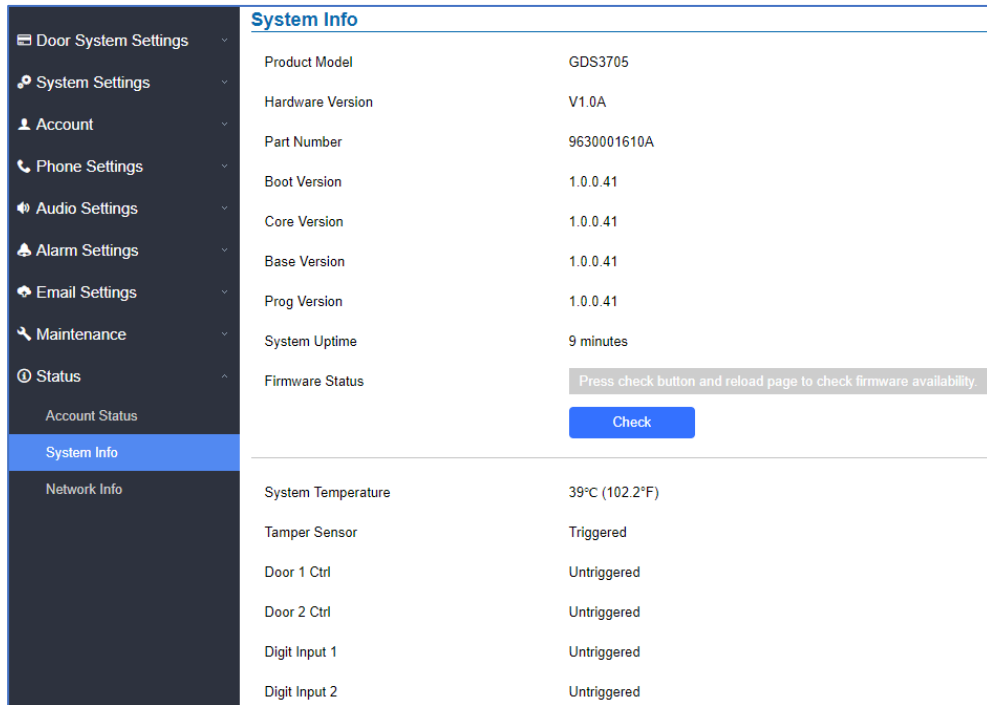 Door System Settings
System Settings
Account
Phone Settings
Audio Settings
Alarm Settings
Email Settings
Maintenance
Status
Account Status
System Info
Network Info
System Info
Product Model GDS3705
Hardware Version V1.0A
Part Number 9630001610A
Boot Version 1.0.0.41
Core Version 1.0.0.41
Base Version 1.0.0.41
Prog Version 1.0.0.41
System Uptime 9 minutes
Firmware Status Press check button and reload page to check firmware availability.
Check
System Temperature 39°C (102.2°F)
Tamper Sensor Triggered
Door 1 Ctrl Untriggered
Door 2 Ctrl Untriggered
Digit Input 1 Untriggered
Digit Input 2 Untriggered